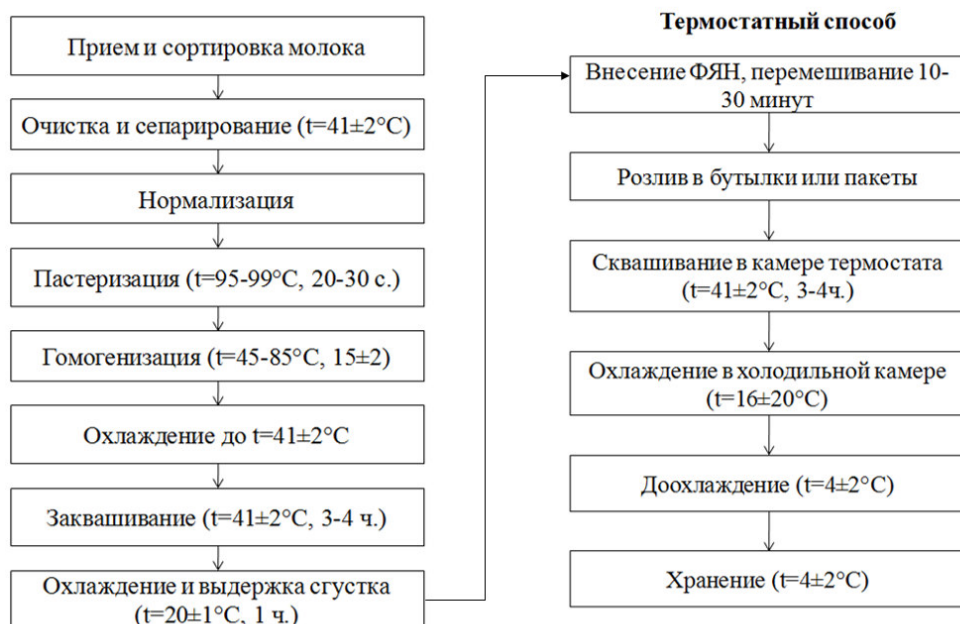 Прием и сортировка молока
Очистка и сепарирование (t=41±2°C)
Нормализация
Пастеризация (t=95-99°C, 20-30 с.)
Гомогенизация (t=45-85°C, 15±2)
Охлаждение до t=41±2°C
Заквашивание (t=41±2°C, 3-4 ч.)
Охлаждение и выдержка сгустка
(t=20±1°C, 1 ч.)
Термостатный способ
Внесение ФЯН, перемешивание 10-
30 минут
Розлив в бутылки или пакеты
Сквашивание в камере термостата
(t=41±2°C, 3-4ч.)
Охлаждение в холодильной камере
(t=16±20°C)
Доохлаждение (t=4±2°C)
Хранение (t=4±2°C)